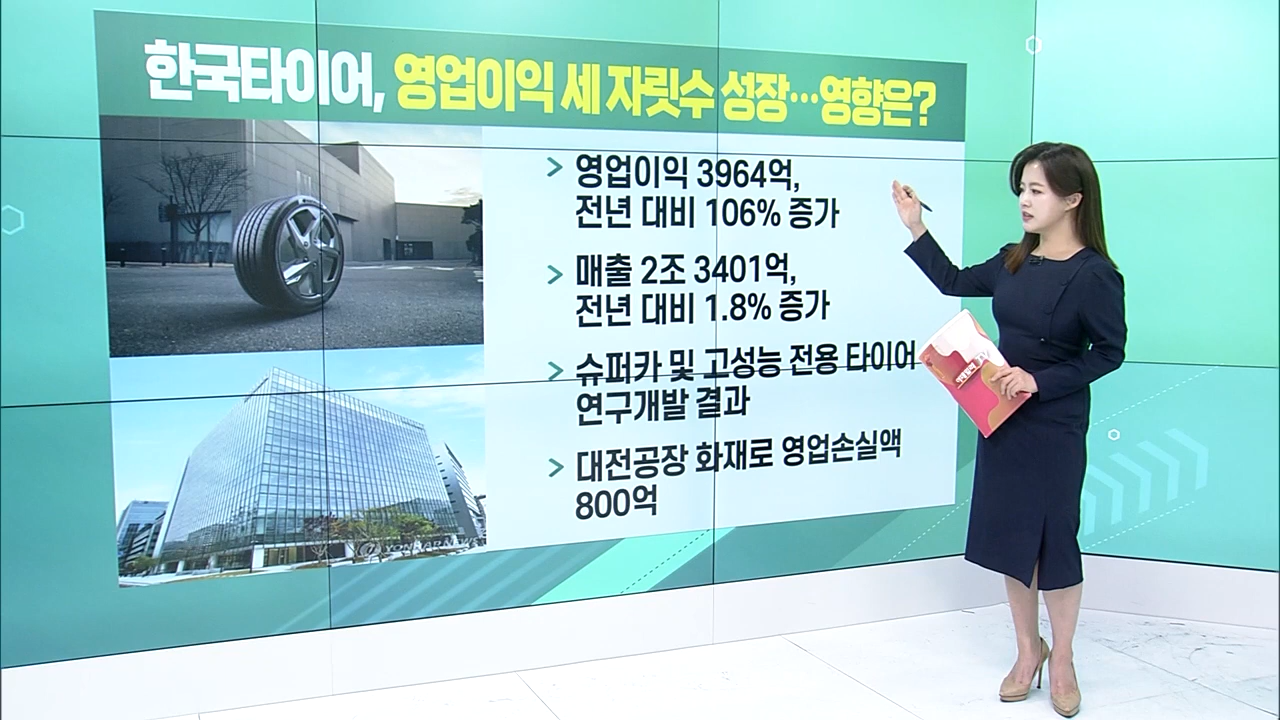 한국타이어, 영업이익 세 자릿수 성장…영향은?
> 영업이익 3964억,
전년 대비 106% 증가
> 매출 2조 3401억,
전년 대비 1.8% 증가
> 슈퍼카 및 고성능 전용 타이어
연구개발 결과
> 대전공장 화재로 영업손실액
800억
YONHAPNEWS